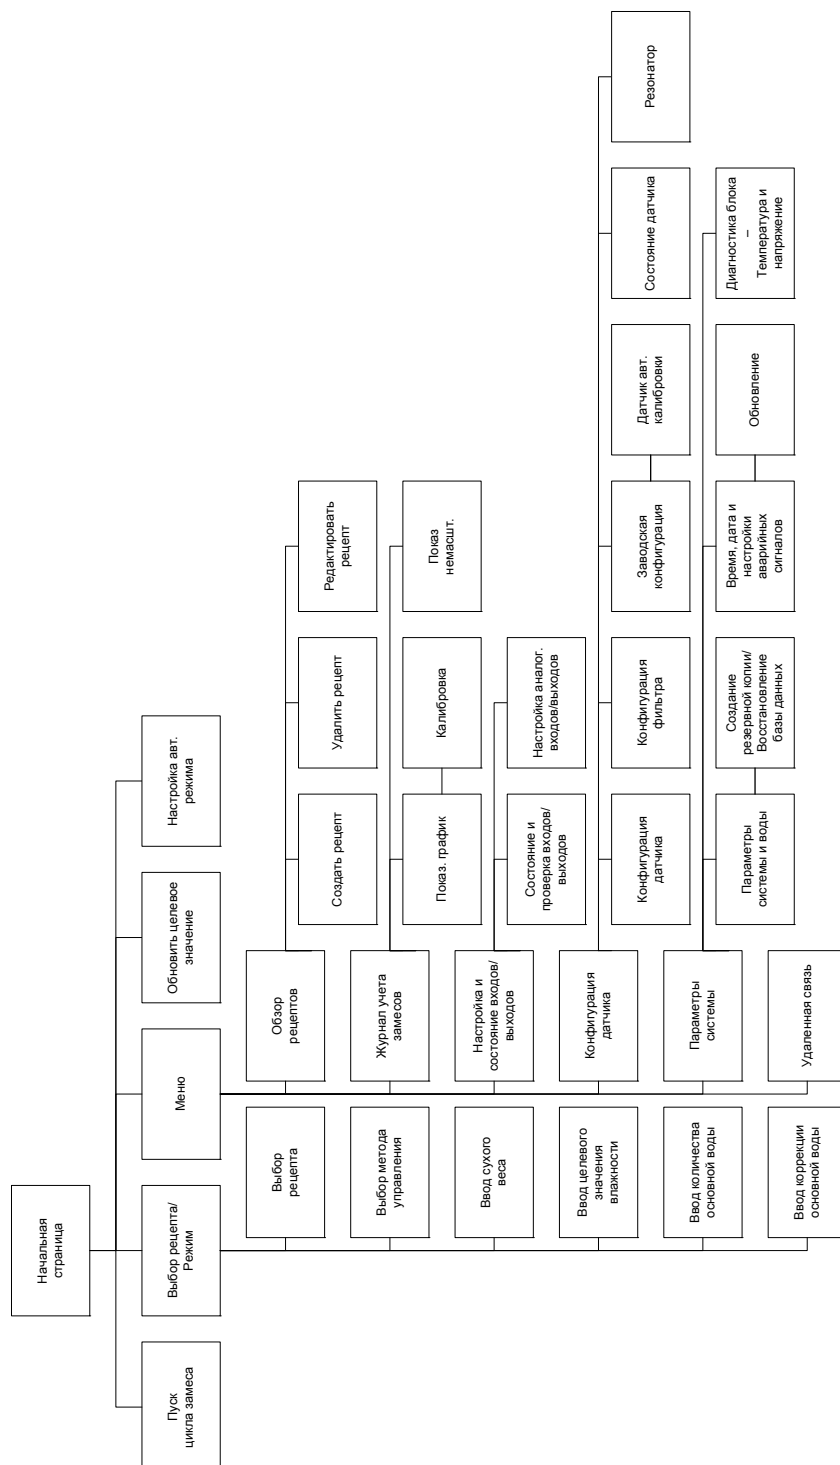 Начальная
страница
Пуск
цикла замеса
Выбор рецепта/
Режим
Меню
Обновить целевое
значение
Настройка авт.
режима
Выбор
рецепта
Выбор метода
управления
Ввод сухого
веса
Ввод целевого
значения
влажности
Ввод количества
основной воды
Ввод коррекции
основной воды
Обзор
рецептов
Создать рецепт
Удалить рецепт
Редактировать
рецепт
Журнал учета
замесов
Показ. график
Калибровка
Показ
немасшт.
Настройка и
состояние входов/
выходов
Состояние и
проверка входов/
выходов
Настройка аналог.
входов/выходов
Конфигурация
датчика
Конфигурация
датчика
Конфигурация
фильтра
Заводская
конфигурация
Датчик авт.
калибровки
Состояние датчика
Резонатор
Параметры
системы
Параметры
системы и воды
Создание
резервной копии/
Восстановление
базы данных
Время, дата и
настройки
аварийных
сигналов
Обновление
Диагностика блока
–
Температура и
напряжение
Удаленная связь